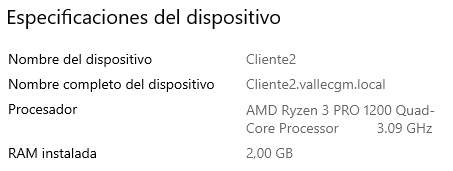 Especificaciones del dispositivo
Nombre del dispositivo Cliente2
Nombre completo del dispositivo Cliente2.vallecgm.local
Procesador AMD Ryzen 3 PRO 1200 Quad-
Core Processor 3.09 GHz
RAM instalada 2,00 GB